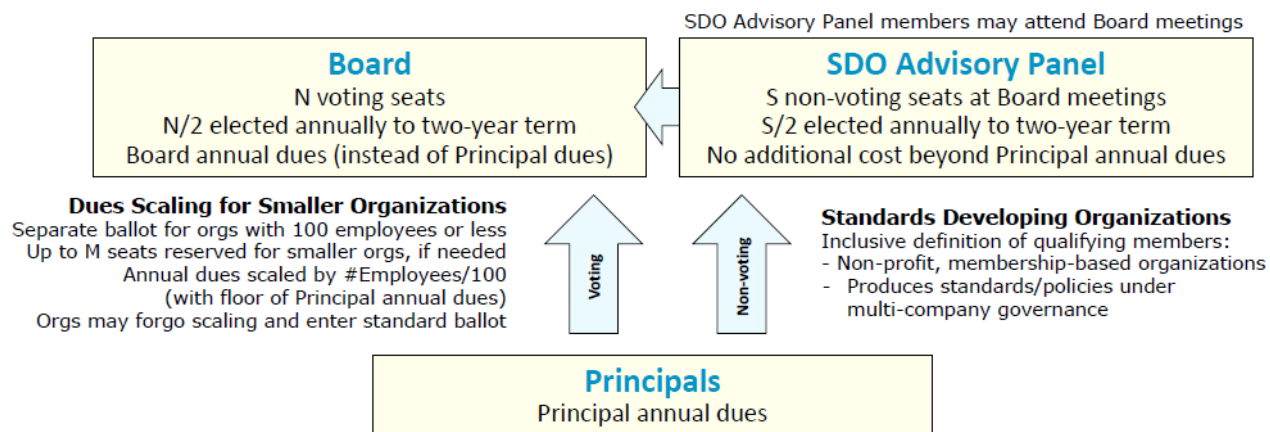 SDO Advisory Panel members may attend Board meetings
Board
N voting seats
N/2 elected annually to two-year term
Board annual dues (instead of Principal dues)
SDO Advisory Panel
S non-voting seats at Board meetings
S/2 elected annually to two-year term
No additional cost beyond Principal annual dues
Dues Scaling for Smaller Organizations
Separate ballot for orgs with 100 employees or less
Up to M seats reserved for smaller orgs, if needed
Annual dues scaled by #Employees/100
(with floor of Principal annual dues)
Orgs may forgo scaling and enter standard ballot
Voting
Non-voting
Standards Developing Organizations
Inclusive definition of qualifying members:
- Non-profit, membership-based organizations
- Produces standards/policies under
multi-company governance
Principals
Principal annual dues